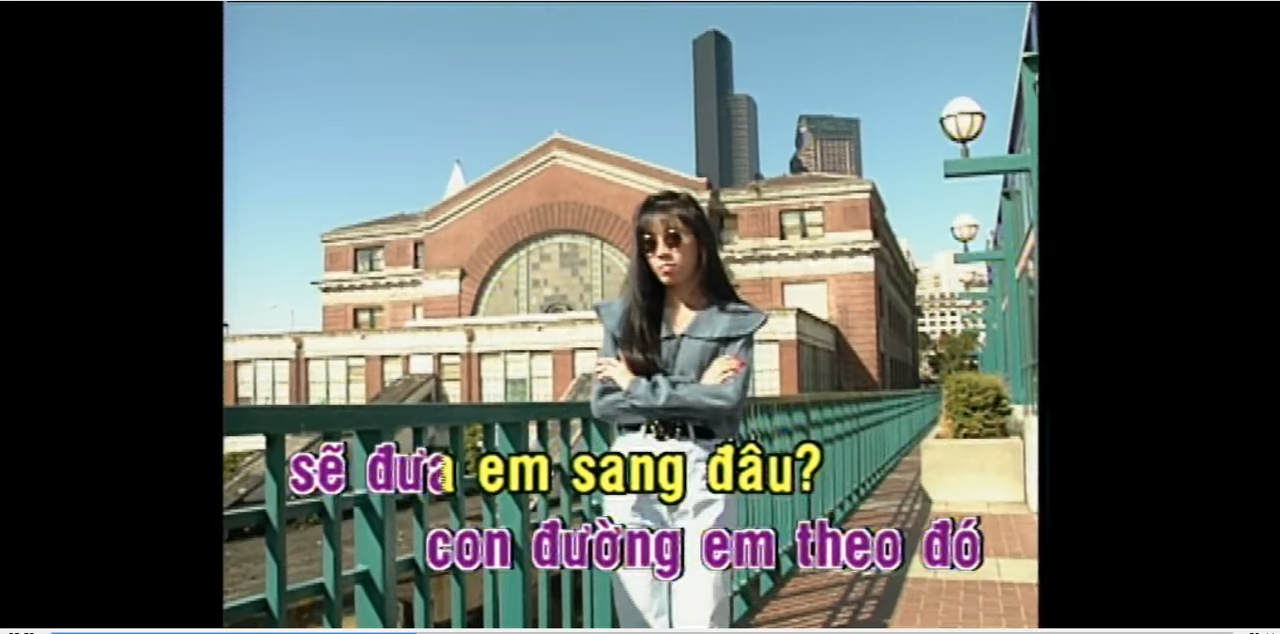 sẽ đưa em sang đâu?
con đường em theo đó